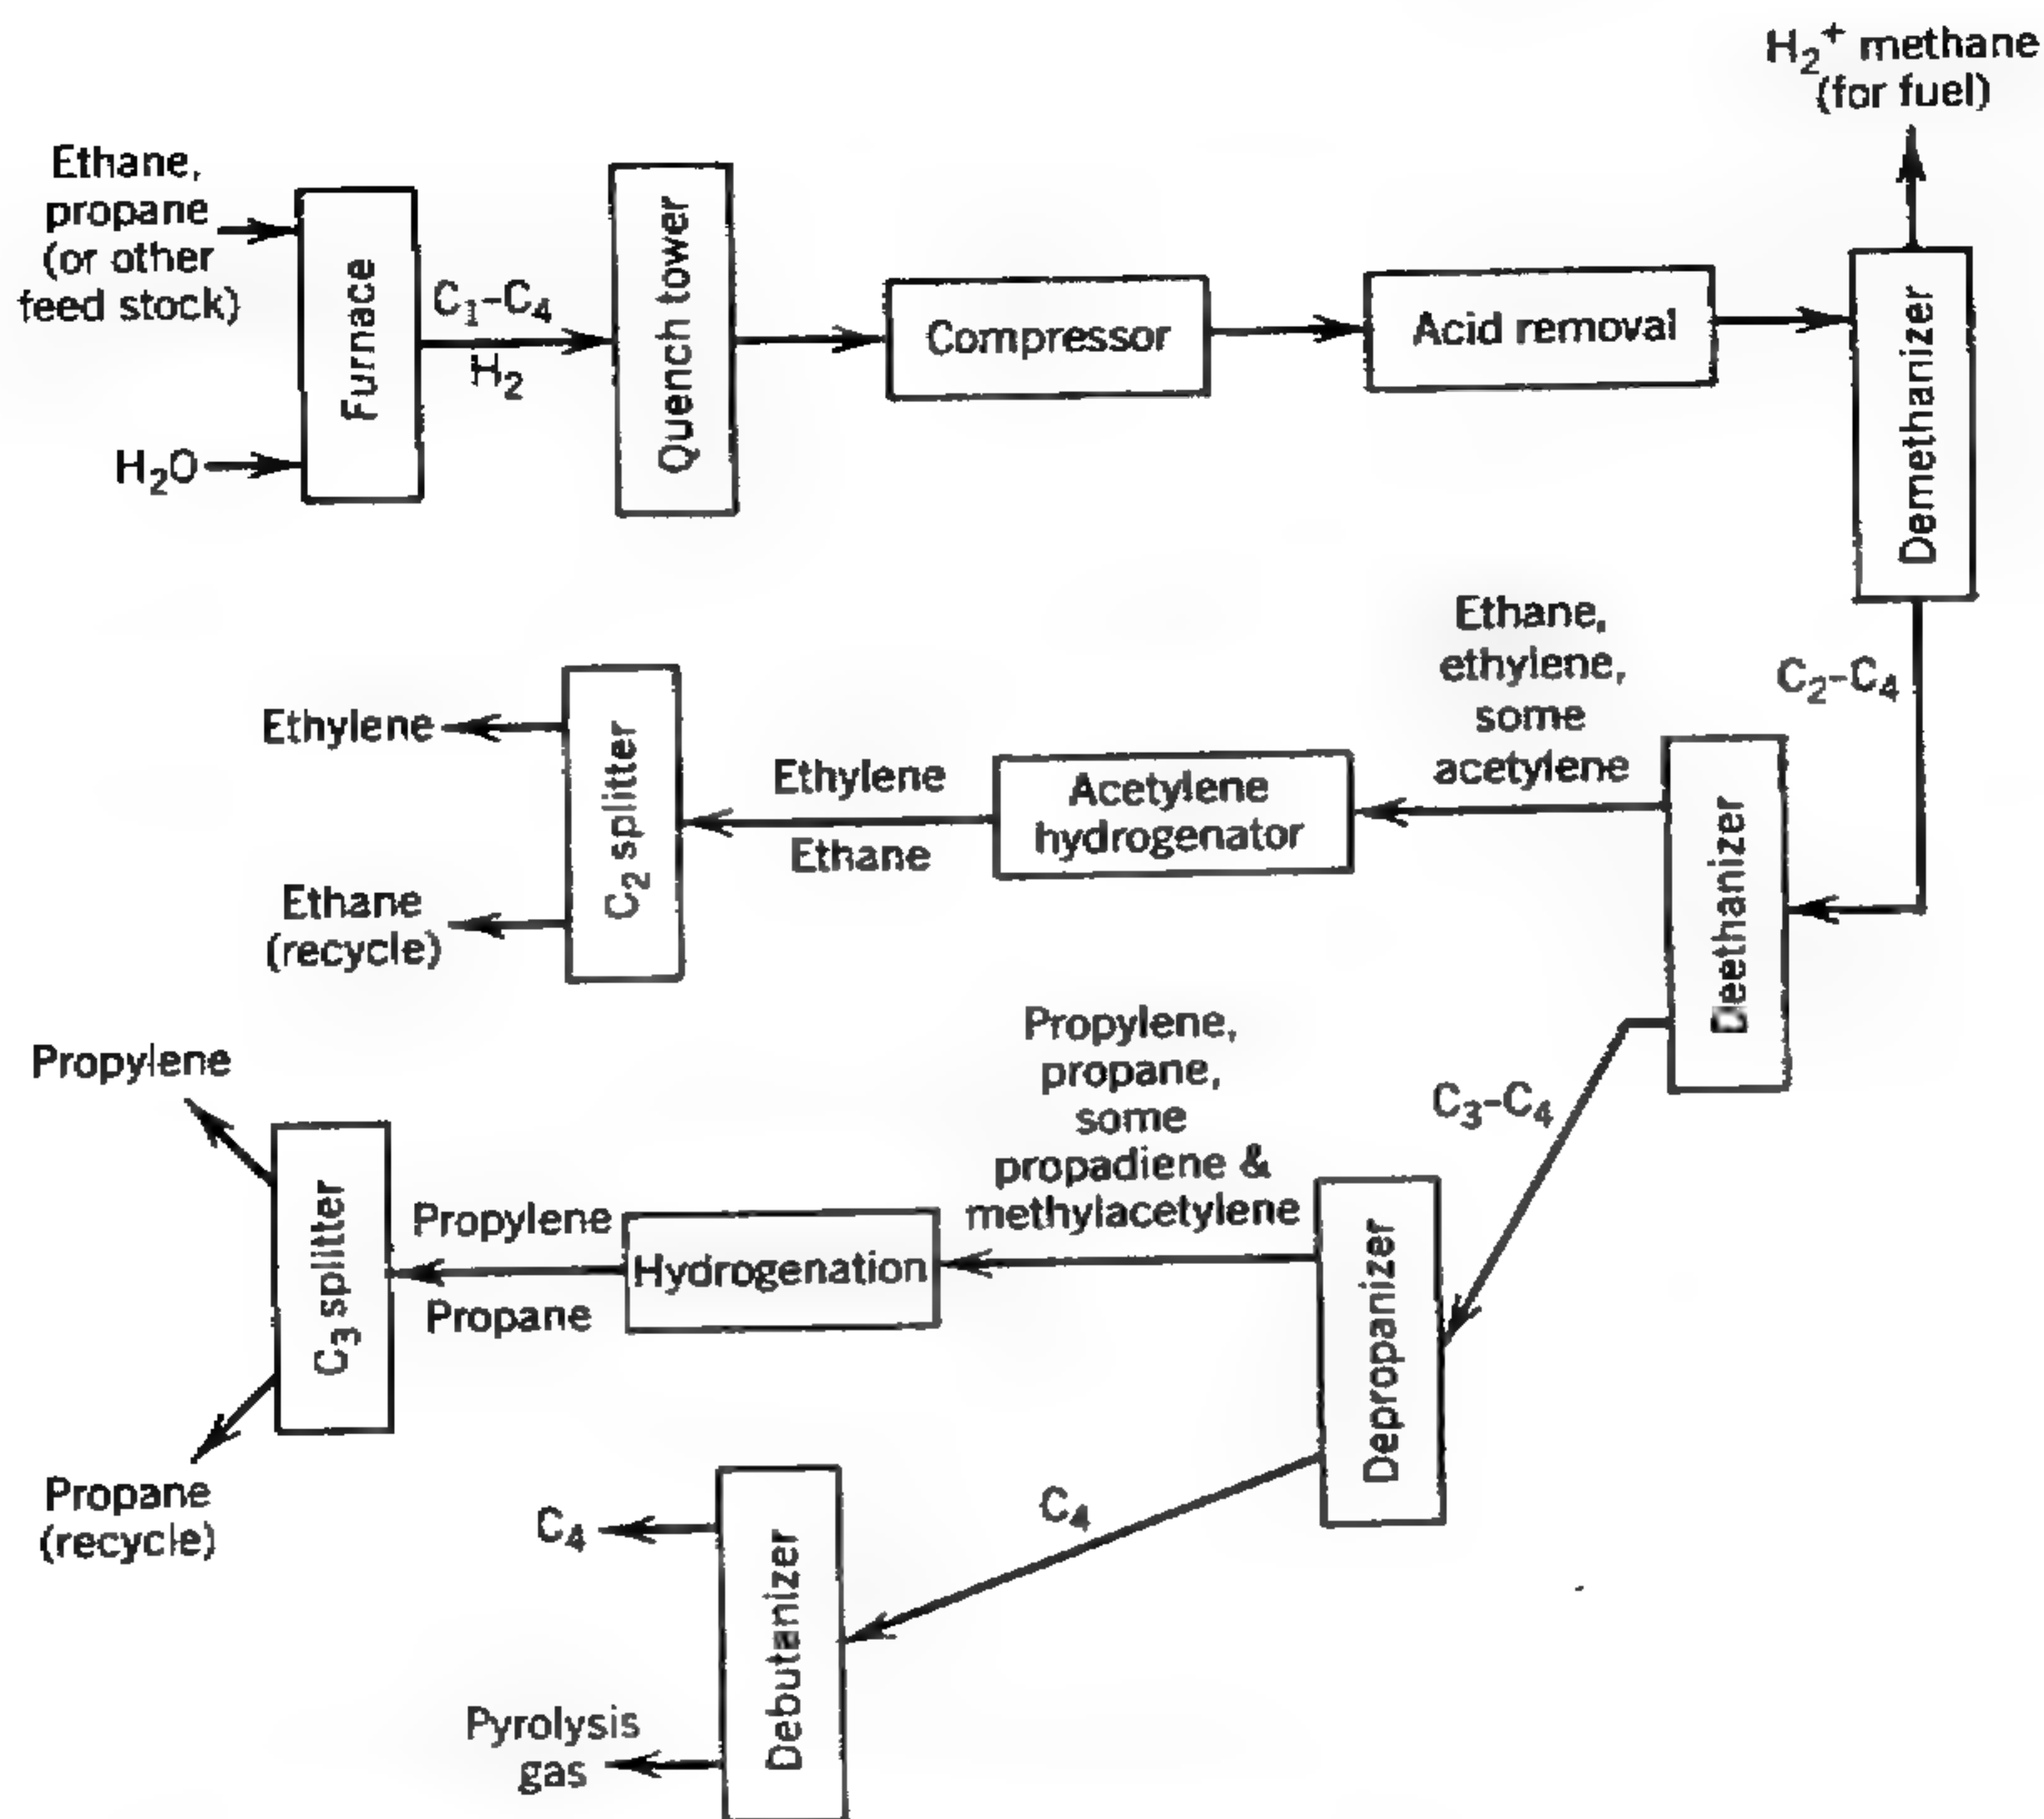 H₂⁺ methane
(for fuel)
Ethane,
propane
(or other
feed stock)
H₂O
Furnace
C₁-C₄
H₂
Quench tower
Compressor
Acid removal
Demethanizer
C₂-C₄
Ethane,
ethylene,
some
acetylene
Deethanizer
Acetylene
hydrogenator
Ethylene
Ethane
C₂ splitter
Ethylene
Ethane
(recycle)
C₃-C₄
Propylene,
propane,
some
propadiene &
methylacetylene
Depropanizer
Hydrogenation
Propylene
Propane
C₃ splitter
Propylene
Propane
(recycle)
C₄
Debutanizer
C₄
Pyrolysis
gas